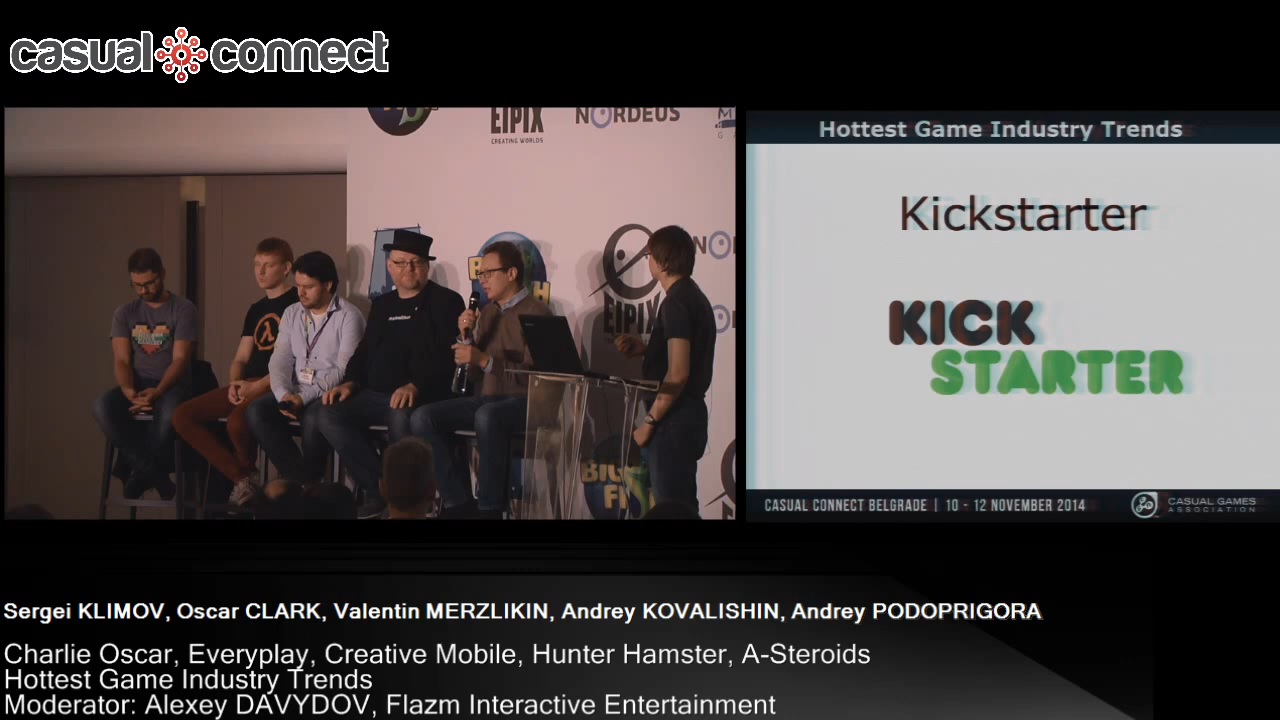 casual connect
EIPIX
CREATING WORLDS
NORDEUS
Hottest Game Industry Trends
Kickstarter
KICK
STARTER
EIPIX
CASUAL CONNECT BELGRADE | 10 - 12 NOVEMBER 2014
CASUAL GAMES
ASSOCIATION
Sergei KLIMOV, Oscar CLARK, Valentin MERZLIKIN, Andrey KOVALISHIN, Andrey PODOPRIGORA
Charlie Oscar, Everyplay, Creative Mobile, Hunter Hamster, A-Steroids
Hottest Game Industry Trends
Moderator: Alexey DAVYDOV, Flazm Interactive Entertainment